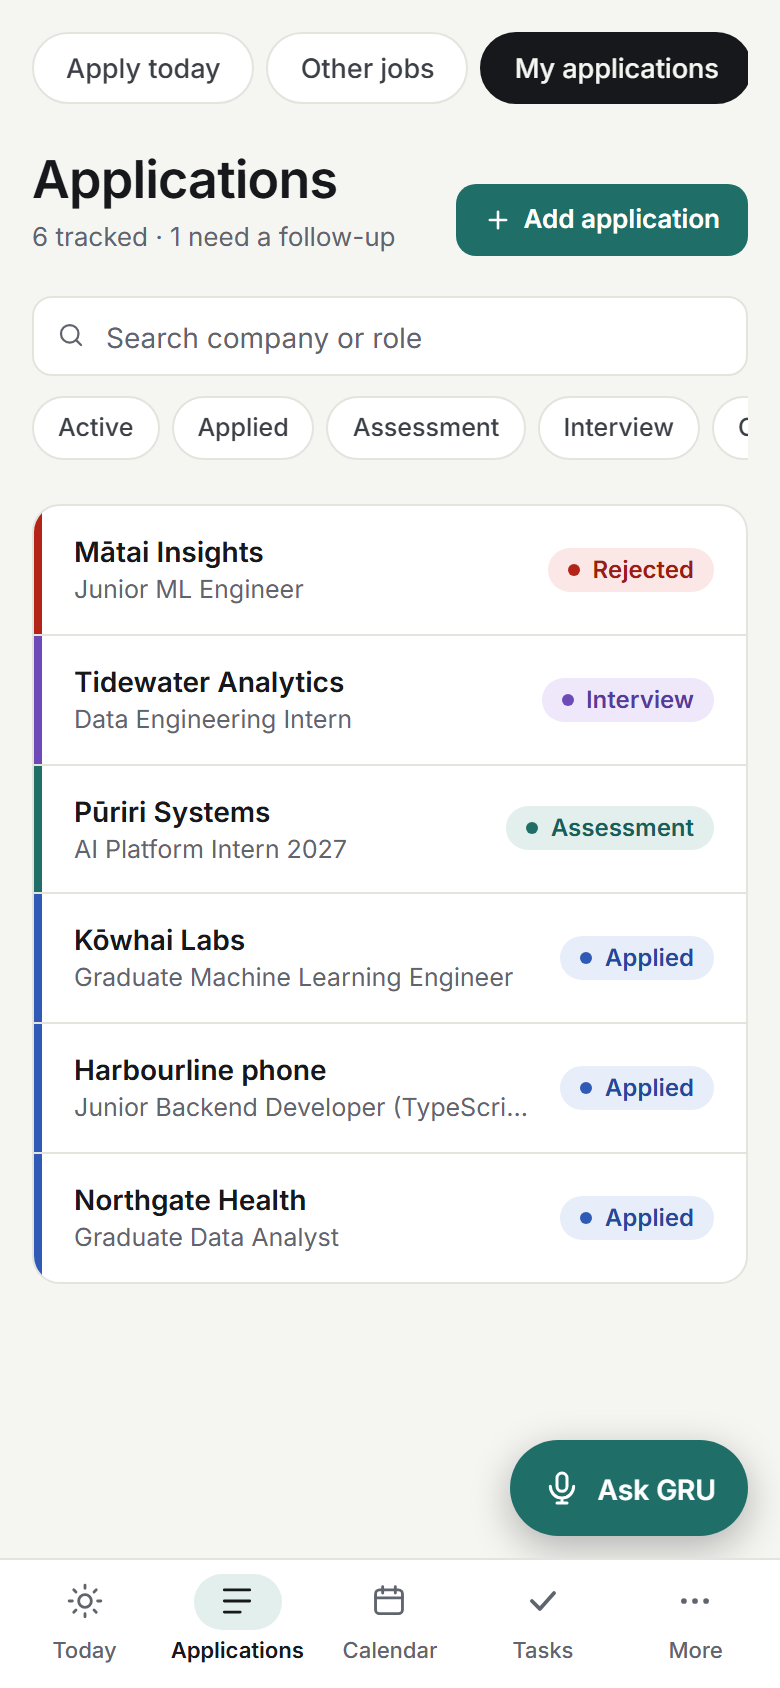 Apply today
Other jobs
My applications
Applications
6 tracked · 1 need a follow-up
+ Add application
Search company or role
Active
Applied
Assessment
Interview
Mātai Insights
Junior ML Engineer
Rejected
Tidewater Analytics
Data Engineering Intern
Interview
Pūriri Systems
AI Platform Intern 2027
Assessment
Kōwhai Labs
Graduate Machine Learning Engineer
Applied
Harbourline phone
Junior Backend Developer (TypeScri...
Applied
Northgate Health
Graduate Data Analyst
Applied
Ask GRU
Today
Applications
Calendar
Tasks
More